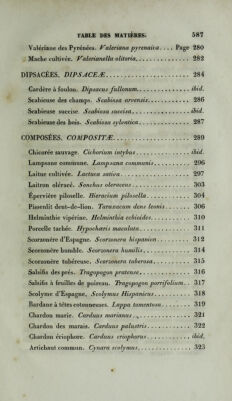 TABLE DES MATIÈRES. 587
Valériane des Pyrénées. Valeriana pyrenaica.... Page 280
Mache cultivée. Valerianella olitoria............... 282
DIPSACÉES. DIPSACEÆ................... 284
Cardère à foulon. Dipsacus fullonum............... ibid.
Scabieuse des champs. Scabiosa arvensis............ 286
Scabieuse succise. Scabiosa succisa................ ibid.
Scabieuse des bois. Scabiosa sylvatica............. 287
COMPOSÉES. COMPOSITÆ.................. 289
Chicorée sauvage. Cichorium intybus............... ibid.
Lampsane commune. Lampsana communis.......... 296
Laitue cultivée. Lactuca sativa.................... 297
Laitron oléracé. Sonchus oleraceus................ 303
Épervière piloselle. Hieracium pilosella............ 304
Pissenlit dent-de-lion. Taraxacum dens leonis....... 306
Helminthie vipérine. Helminthia echioides.......... 310
Porcelle tachée. Hypocharis maculata............. 311
Scorzonère d'Espagne. Scorzonera hispanica........ 312
Scorzonère humble. Scorzonera humilis............ 314
Scorzonère tubéreuse. Scorzonera tuberosa......... 315
Salsifis des prés. Tragopogon pratense............. 316
Salsifis à feuilles de poireau. Tragopogon porrifolium.. 317
Scolyme d'Espagne. Scolymus Hispanicus.......... 318
Bardane à têtes cotonneuses. Lappa tomentosa...... 319
Chardon marie. Carduus marianus................ 321
Chardon des marais. Carduus palustris............ 322
Chardon ériophore. Carduus eriophorus........... ibid.
Artichaut commun. Cynara scolymus.............. 323